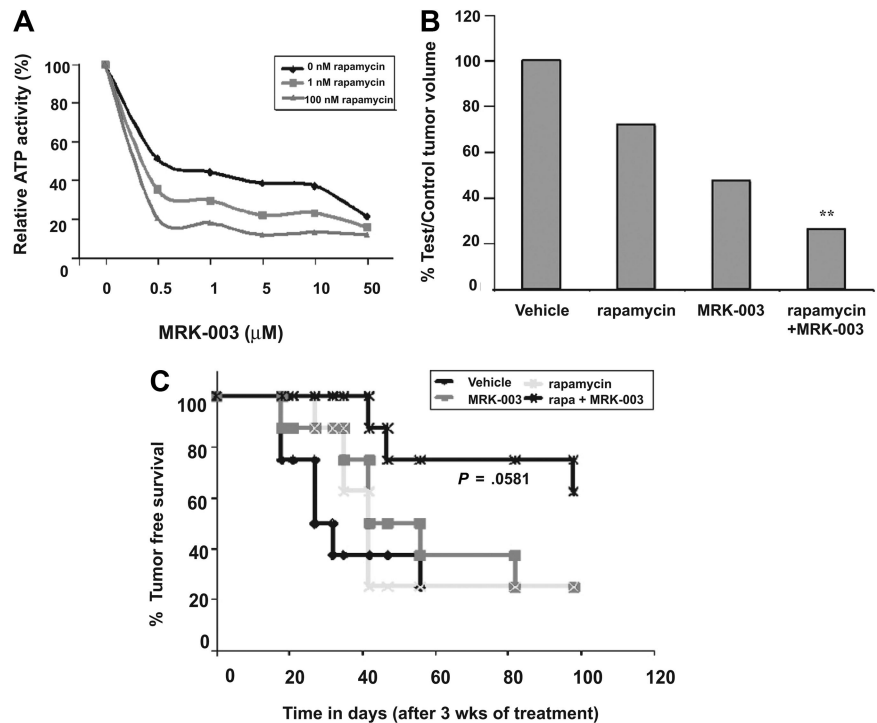 A
Relative ATP activity (%)
100
80
60
40
20
0
0 nM rapamycin
1 nM rapamycin
100 nM rapamycin
0 0.5 1 5 10 50
MRK-003 (μM)
B
% Test/Control tumor volume
120
100
80
60
40
20
0
**
Vehicle rapamycin MRK-003 rapamycin
+MRK-003
C
% Tumor free survival
100
80
60
40
20
0
Vehicle rapamycin
MRK-003 rapa + MRK-003
P = .0581
0 20 40 60 80 100 120
Time in days (after 3 wks of treatment)